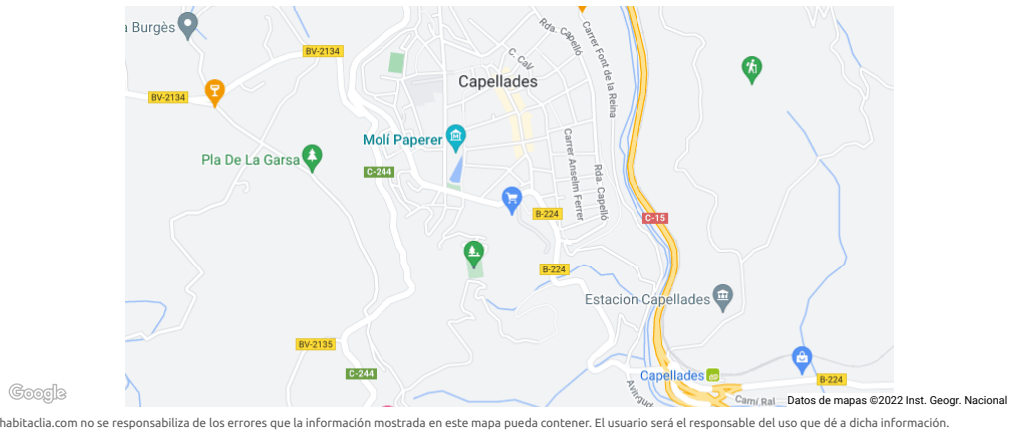 a Burgès
BV-2134
BV-2134
Rda. Capelló
C. CaV
Carrer Font de la Reina
Capellades
Molí Paperer
Pla De La Garsa
C-244
Carrer Anselm Ferrer
Rda. Capelló
B-224
C-15
B-224
Estacion Capellades
BV-2135
C-244
Capellades
B-224
Avingud
Camí Ral
Google
Datos de mapas ©2022 Inst. Geogr. Nacional
habitaclia.com no se responsabiliza de los errores que la información mostrada en este mapa pueda contener. El usuario será el responsable del uso que dé a dicha información.